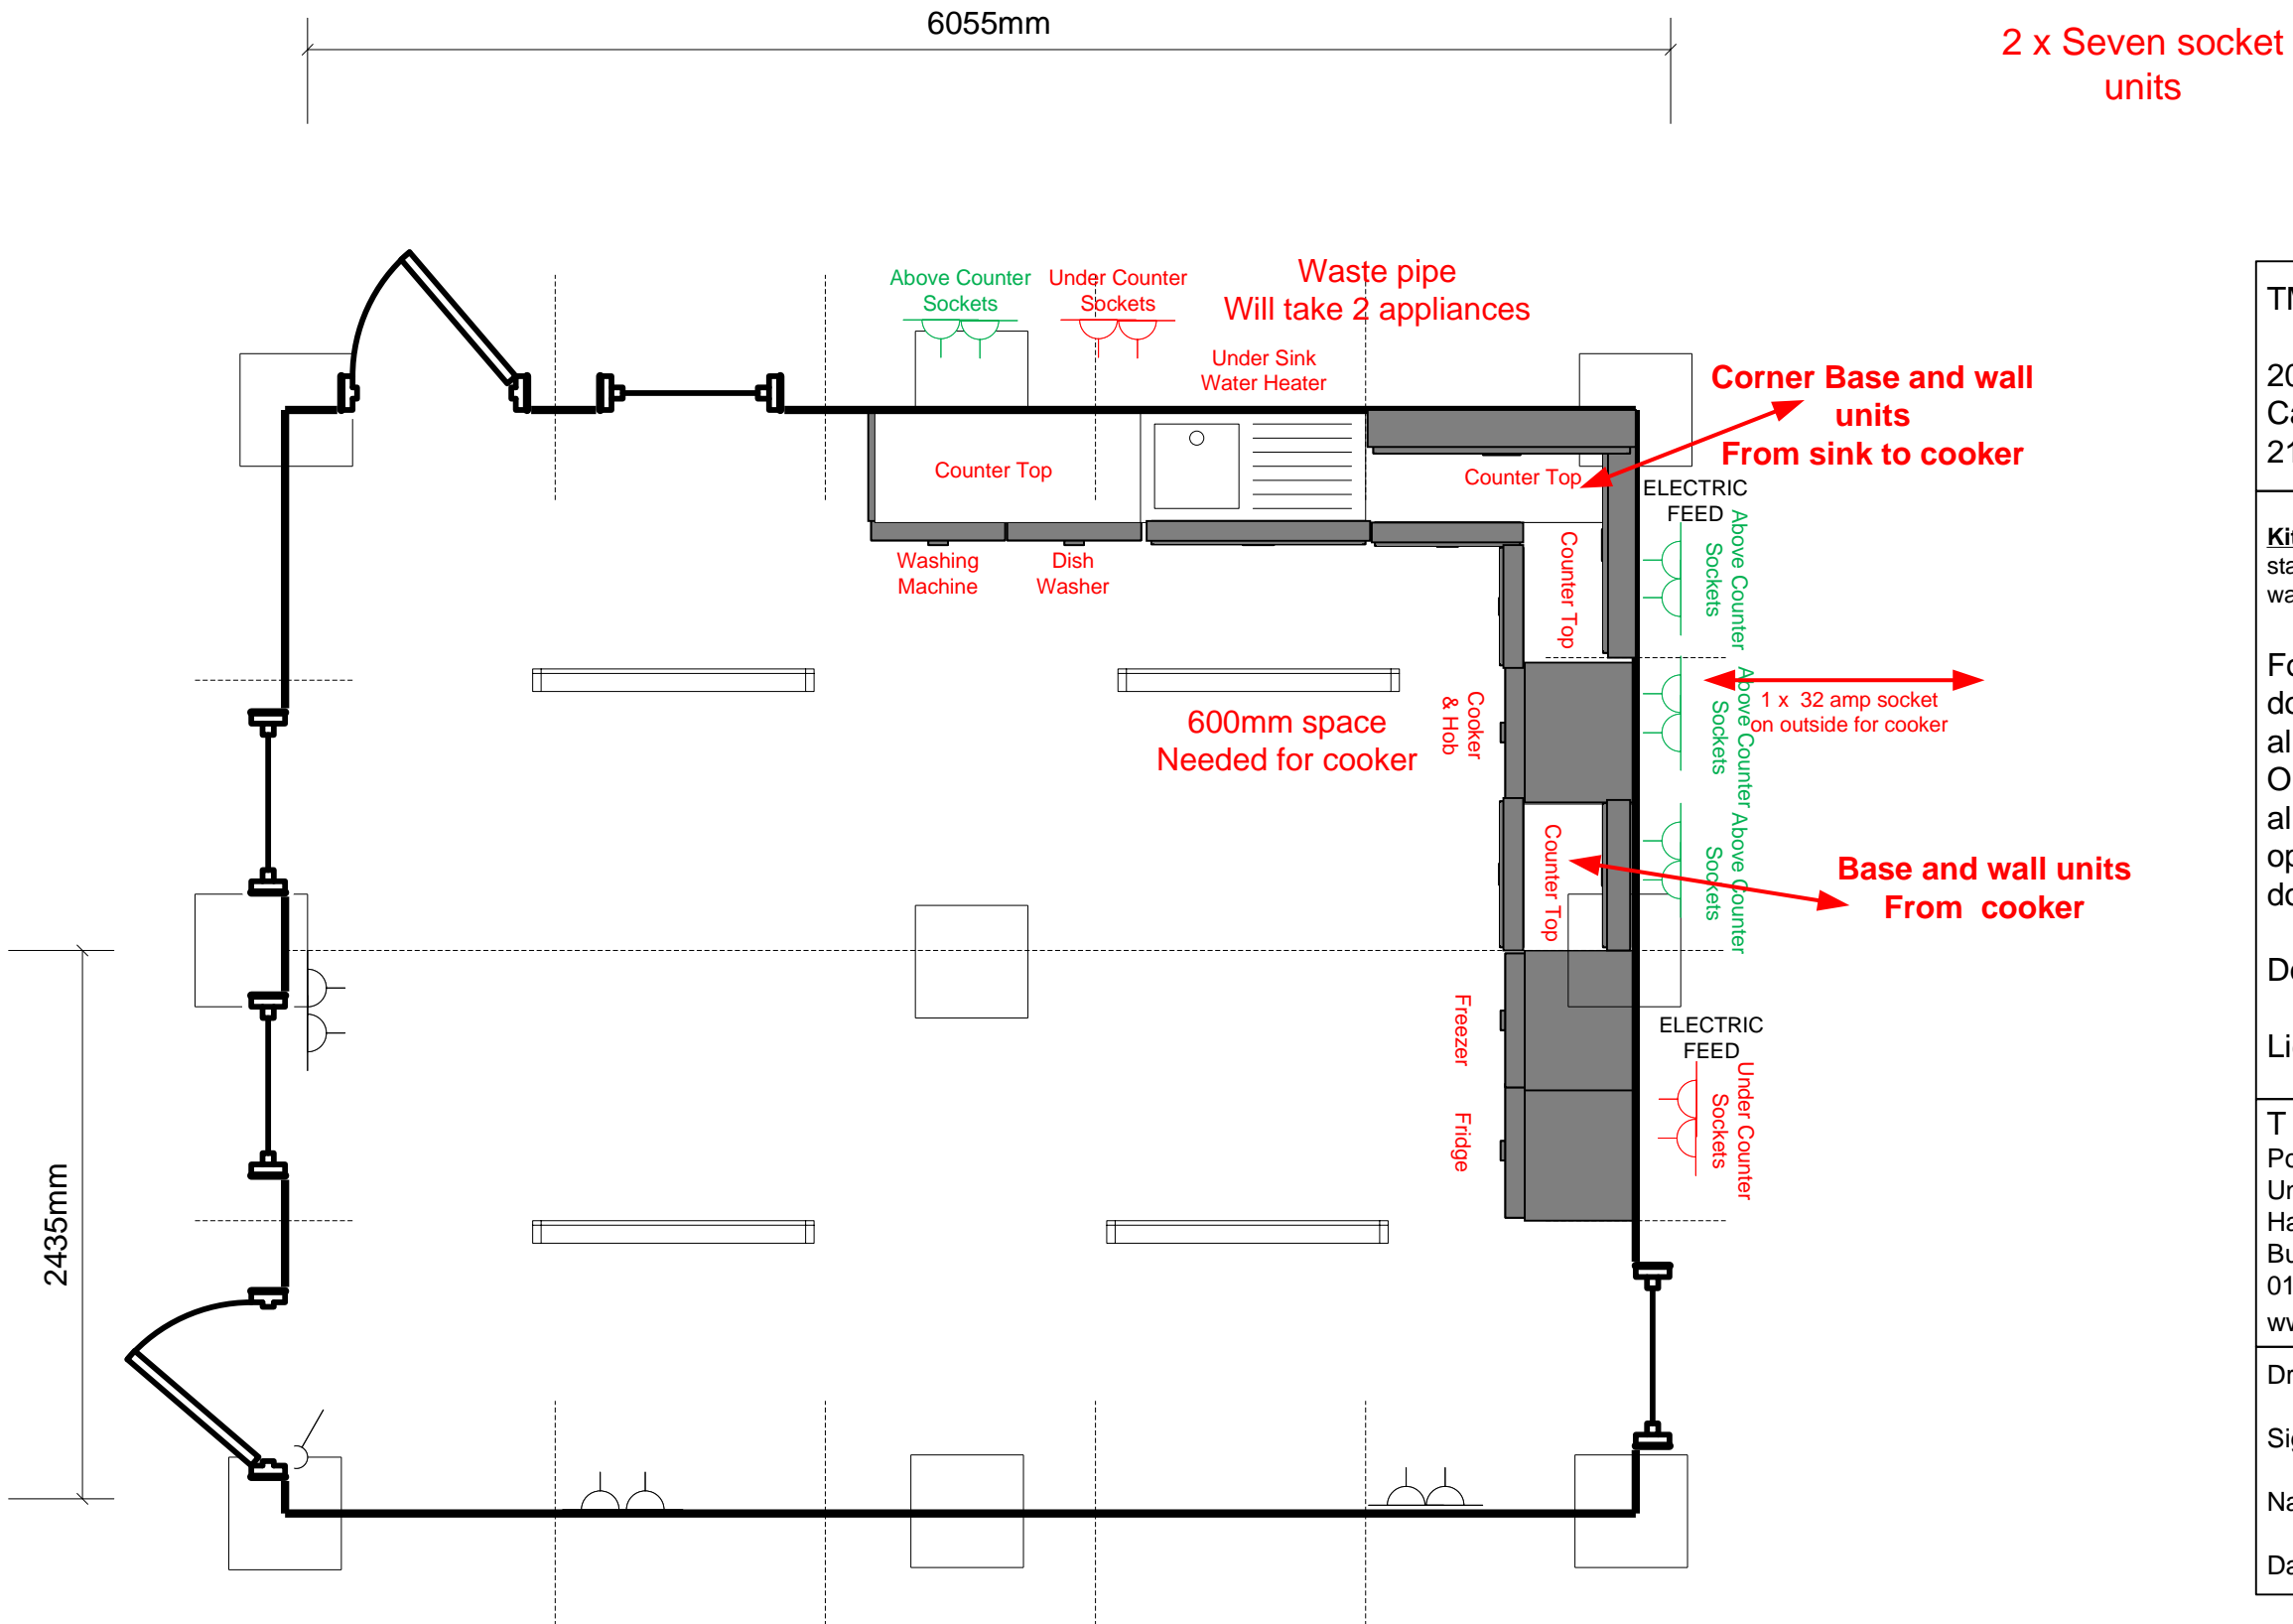 6055mm
2 x Seven socket
units
Above Counter
Sockets
Under Counter
Sockets
Waste pipe
Will take 2 appliances
Under Sink
Water Heater
Corner Base and wall
units
From sink to cooker
Counter Top
Counter Top
ELECTRIC
FEED
Above Counter
Sockets
Washing
Machine
Dish
Washer
Counter Top
Cooker
& Hob
600mm space
Needed for cooker
Above Counter
Sockets
1 x 32 amp socket
on outside for cooker
Counter Top
Above Counter
Sockets
Base and wall units
From cooker
Freezer
ELECTRIC
FEED
Under Counter
Sockets
Fridge
2435mm
T